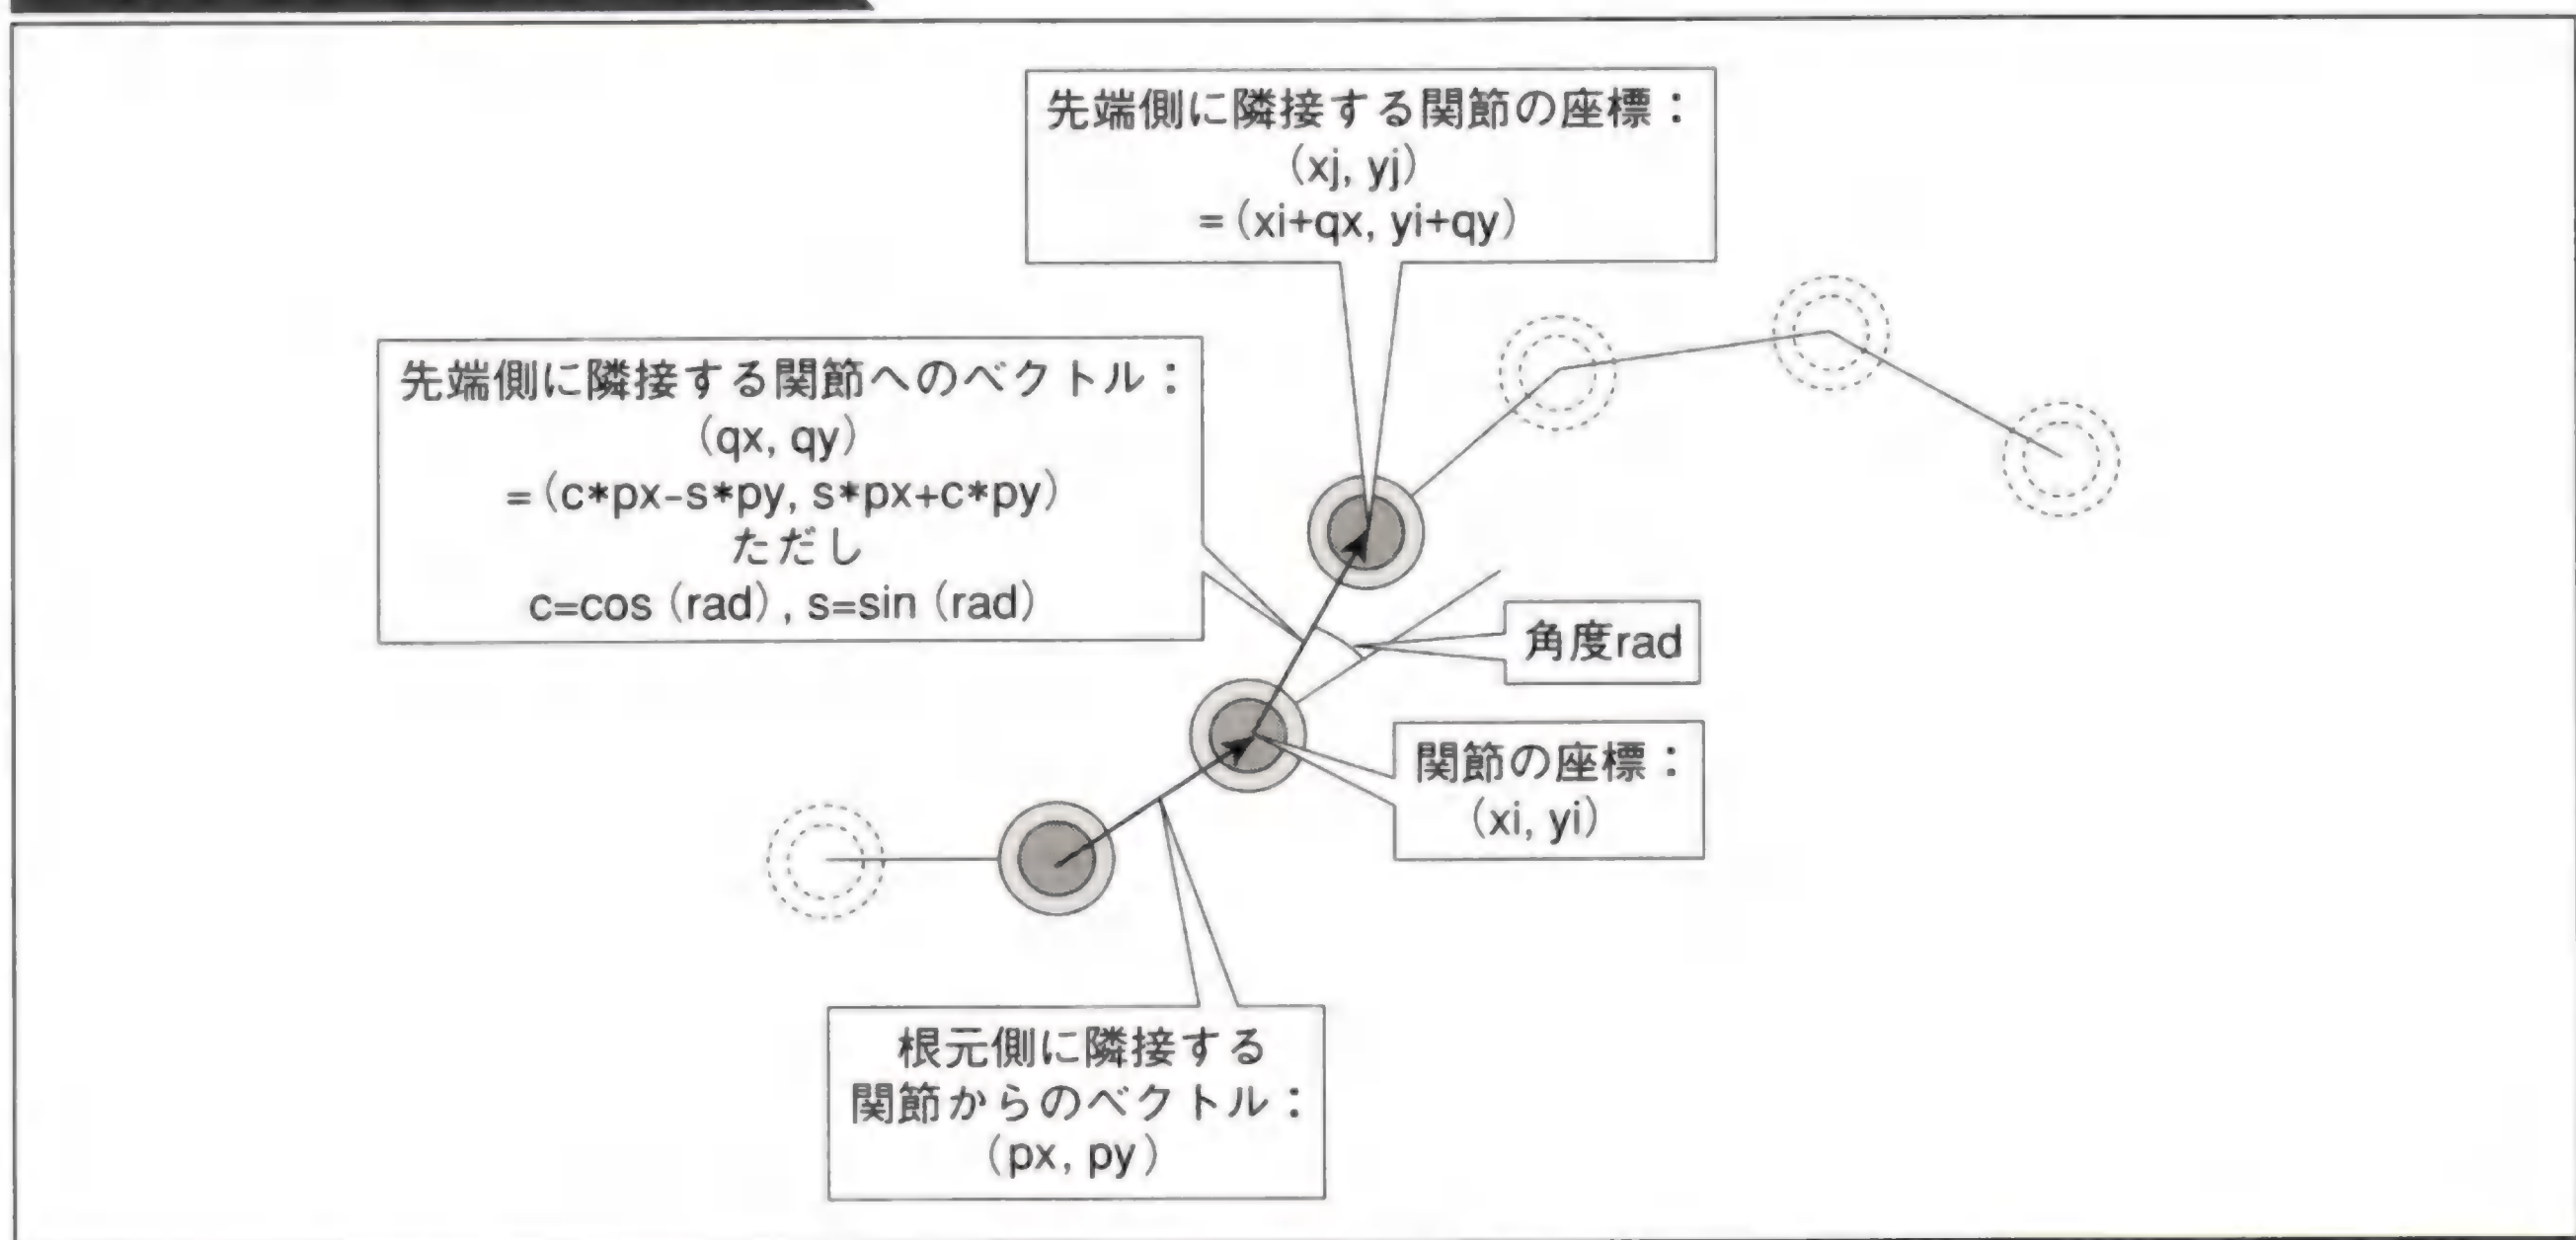 先端側に隣接する関節の座標：
(xj, yj)
=(xi+qx, yi+qy)
先端側に隣接する関節へのベクトル：
(qx, qy)
=(c*px-s*py, s*px+c*py)
ただし
c=cos (rad) , s=sin (rad)
角度rad
関節の座標：
(xi, yi)
根元側に隣接する
関節からのベクトル：
(px, py)